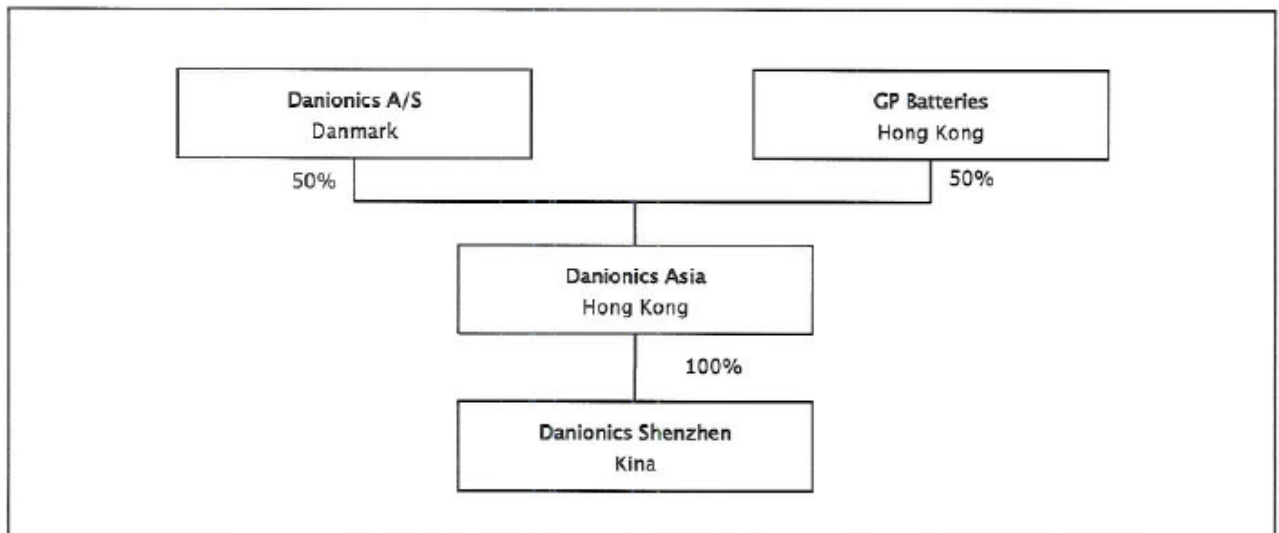 Danionics A/S
Danmark
GP Batteries
Hong Kong
50%
50%
Danionics Asia
Hong Kong
100%
Danionics Shenzhen
Kina